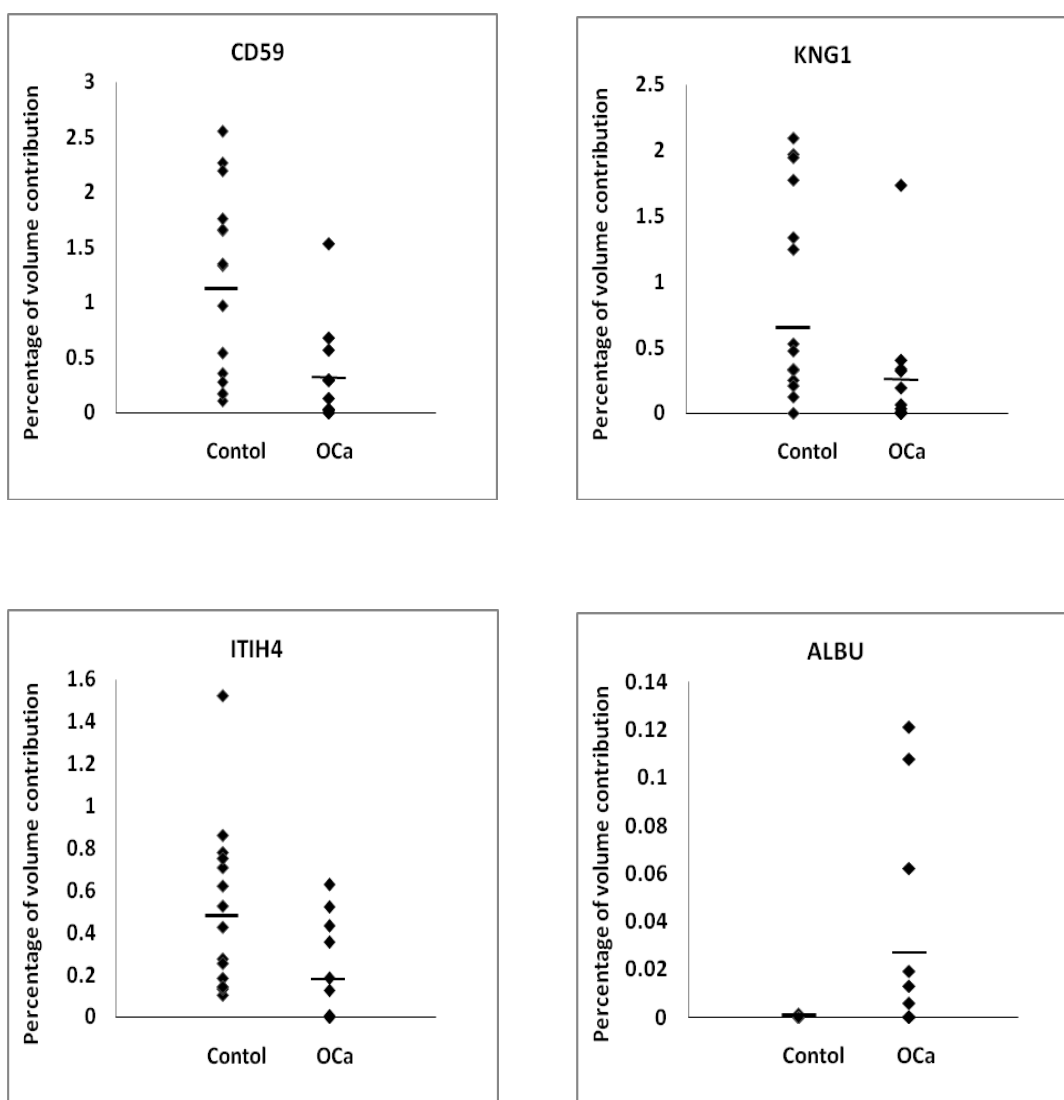 CD59
Percentage of volume contribution
3
2.5
2
1.5
1
0.5
0
Contol OCa
KNG1
Percentage of volume contribution
2.5
2
1.5
1
0.5
0
Contol OCa
ITIH4
Percentage of volume contribution
1.6
1.4
1.2
1
0.8
0.6
0.4
0.2
0
Contol OCa
ALBU
Percentage of volume contribution
0.14
0.12
0.1
0.08
0.06
0.04
0.02
0
Contol OCa